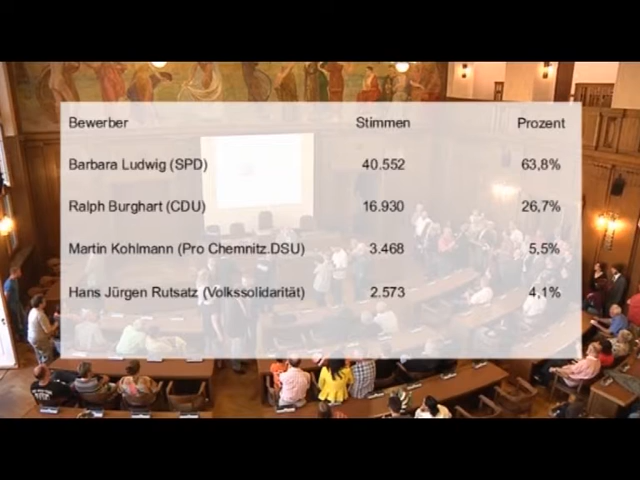 Bewerber Stimmen Prozent
Barbara Ludwig (SPD) 40.552 63,8%
Ralph Burghart (CDU) 16.930 26,7%
Martin Kohlmann (Pro Chemnitz.DSU) 3.468 5,5%
Hans Jürgen Rutsatz (Volkssolidarität) 2.573 4,1%